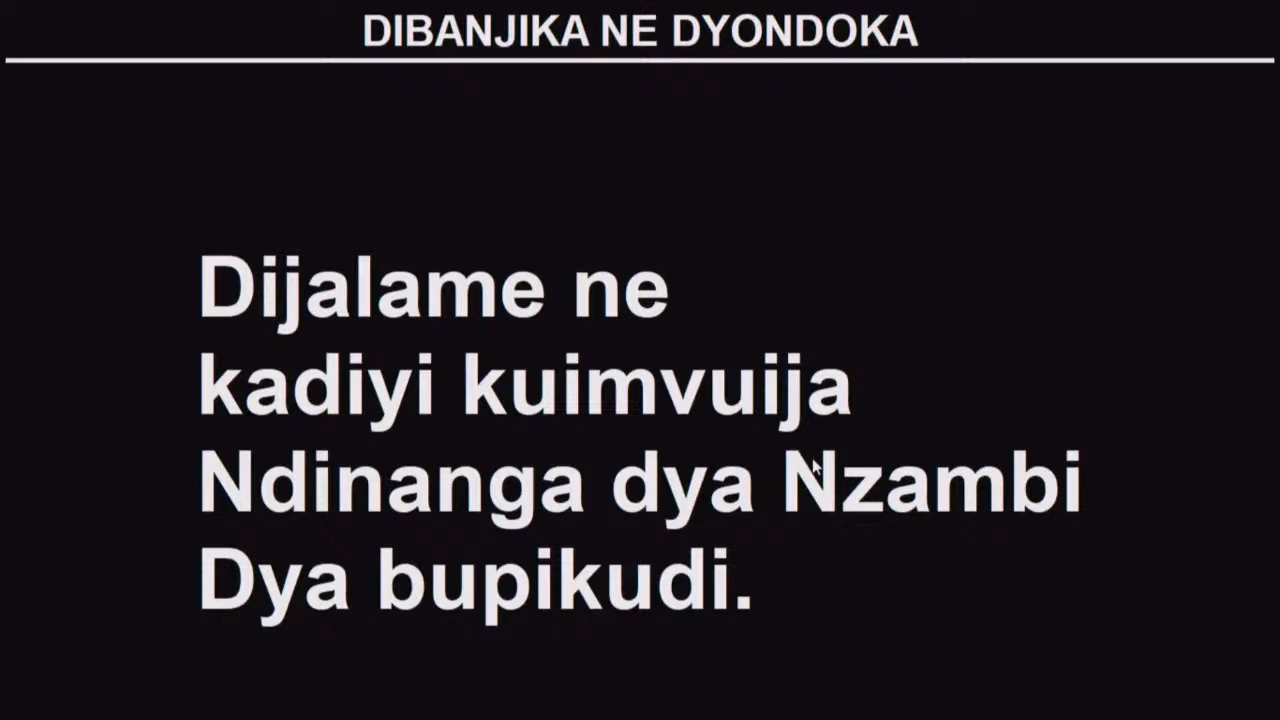 DIBANJIKA NE DYONDOKA
Dijalame ne
kadiyi kuimvuija
Ndinanga dya Nzambi
Dya bupikudi.